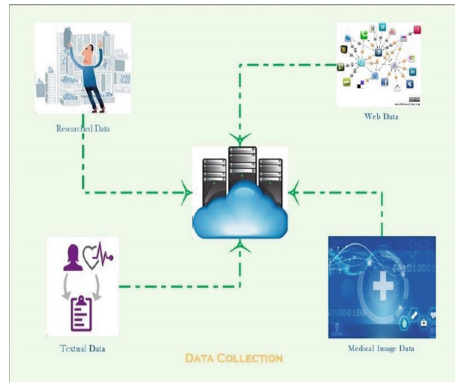 Researched Data
Web Data
Textual Data
Medical Image Data
DATA COLLECTION